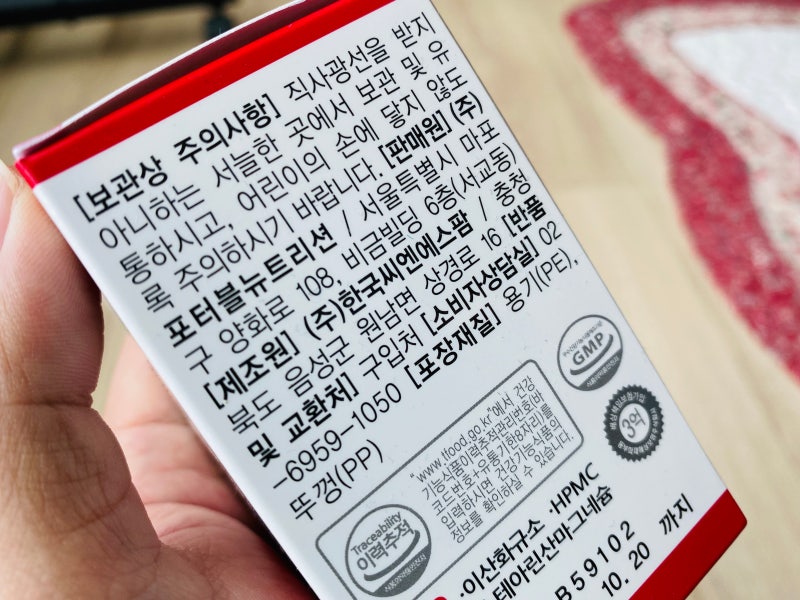 [보관상 주의사항] 직사광선을 받지
아니하는 서늘한 곳에서 보관 및 유
통하시고, 어린이의 손에 닿지 않도
록 주의하시기 바랍니다. [판매원] (주)
포터블뉴트리션 / 서울특별시 마포
구 양화로 108, 비금빌딩 6층(서교동)
[제조원] (주)한국씨엔에스팜 / 충청
북도 음성군 원남면 상경로 16 [반품
및 교환처] 구입처 [소비자상담실] 02
-6959-1050 [포장재질] 용기(PE),
뚜껑(PP)
GMP
3억
"www.tfood.go.kr"에서 건강
기능식품이력추적관리번호(바
코드번호+유통기한8자리)를
입력하시면 건강기능식품의
정보를 확인하실 수 있습니다.
Traceability
이력추적
·이산화규소 ·HPMC
테아린산마그네슘
B59102
10. 20 까지